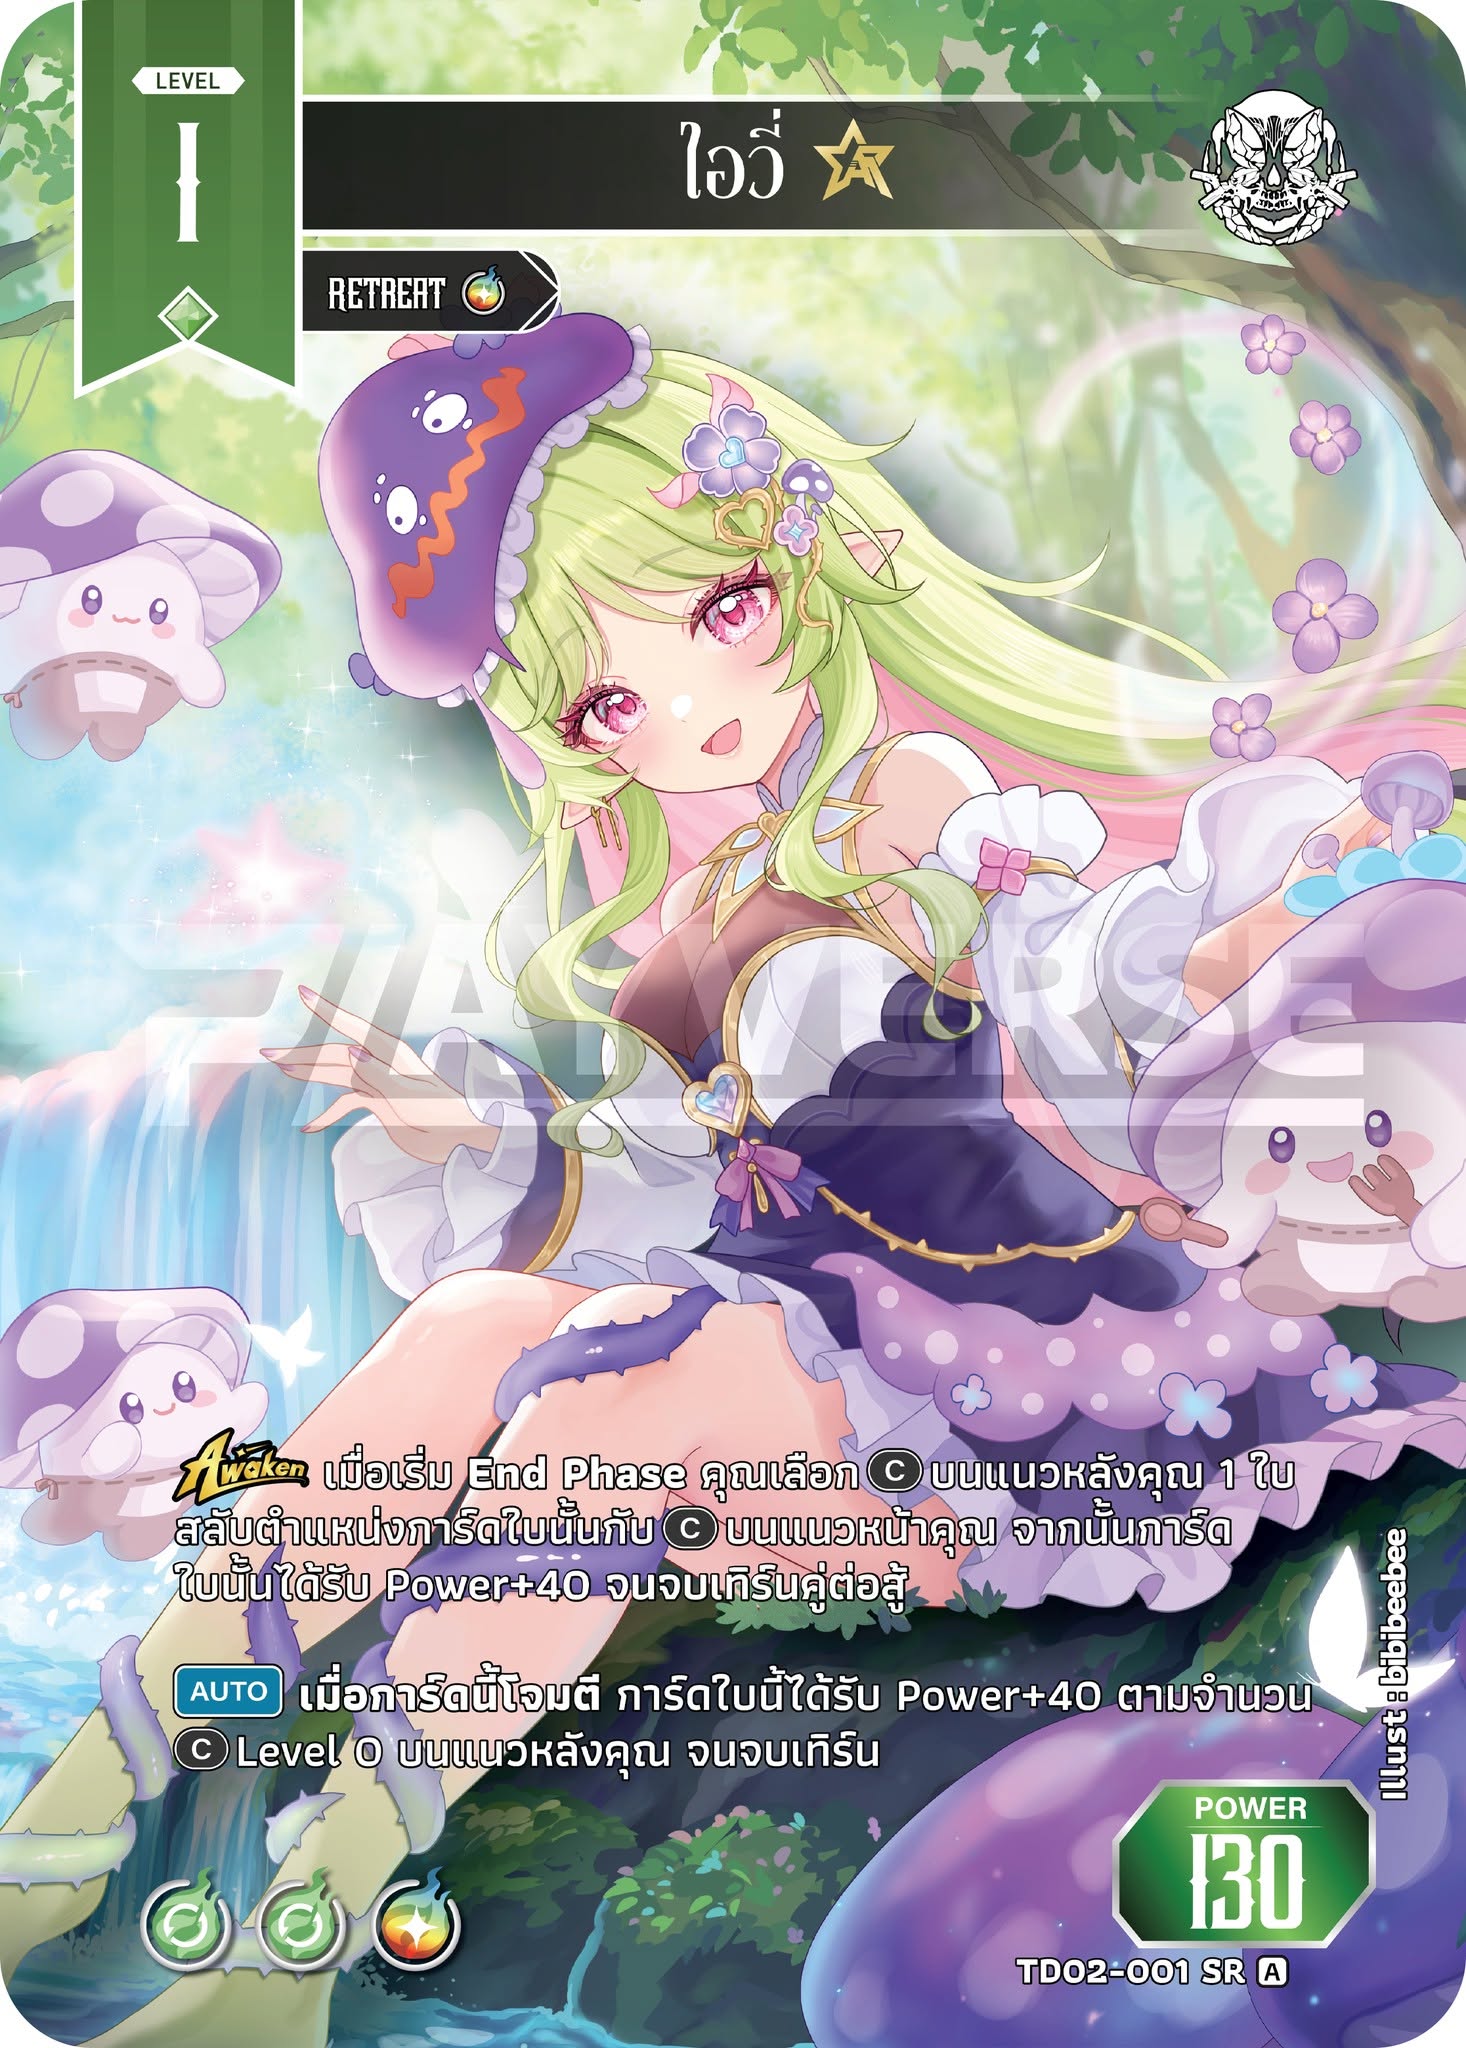 LEVEL
1
ไอวี่
RETREAT
PLAYVERSE
Awaken เมื่อเริ่ม End Phase คุณเลือก C บนแนวหลังคุณ 1 ใบ
สลับตำแหน่งการ์ดใบนั้นกับ C บนแนวหน้าคุณ จากนั้นการ์ด
ใบนั้นได้รับ Power+40 จนจบเทิร์นคู่ต่อสู้
AUTO เมื่อการ์ดนี้โจมตี การ์ดใบนี้ได้รับ Power+40 ตามจำนวน
C Level 0 บนแนวหลังคุณ จนจบเทิร์น
Illust : bibibeebee
POWER
130
TD02-001 SR A